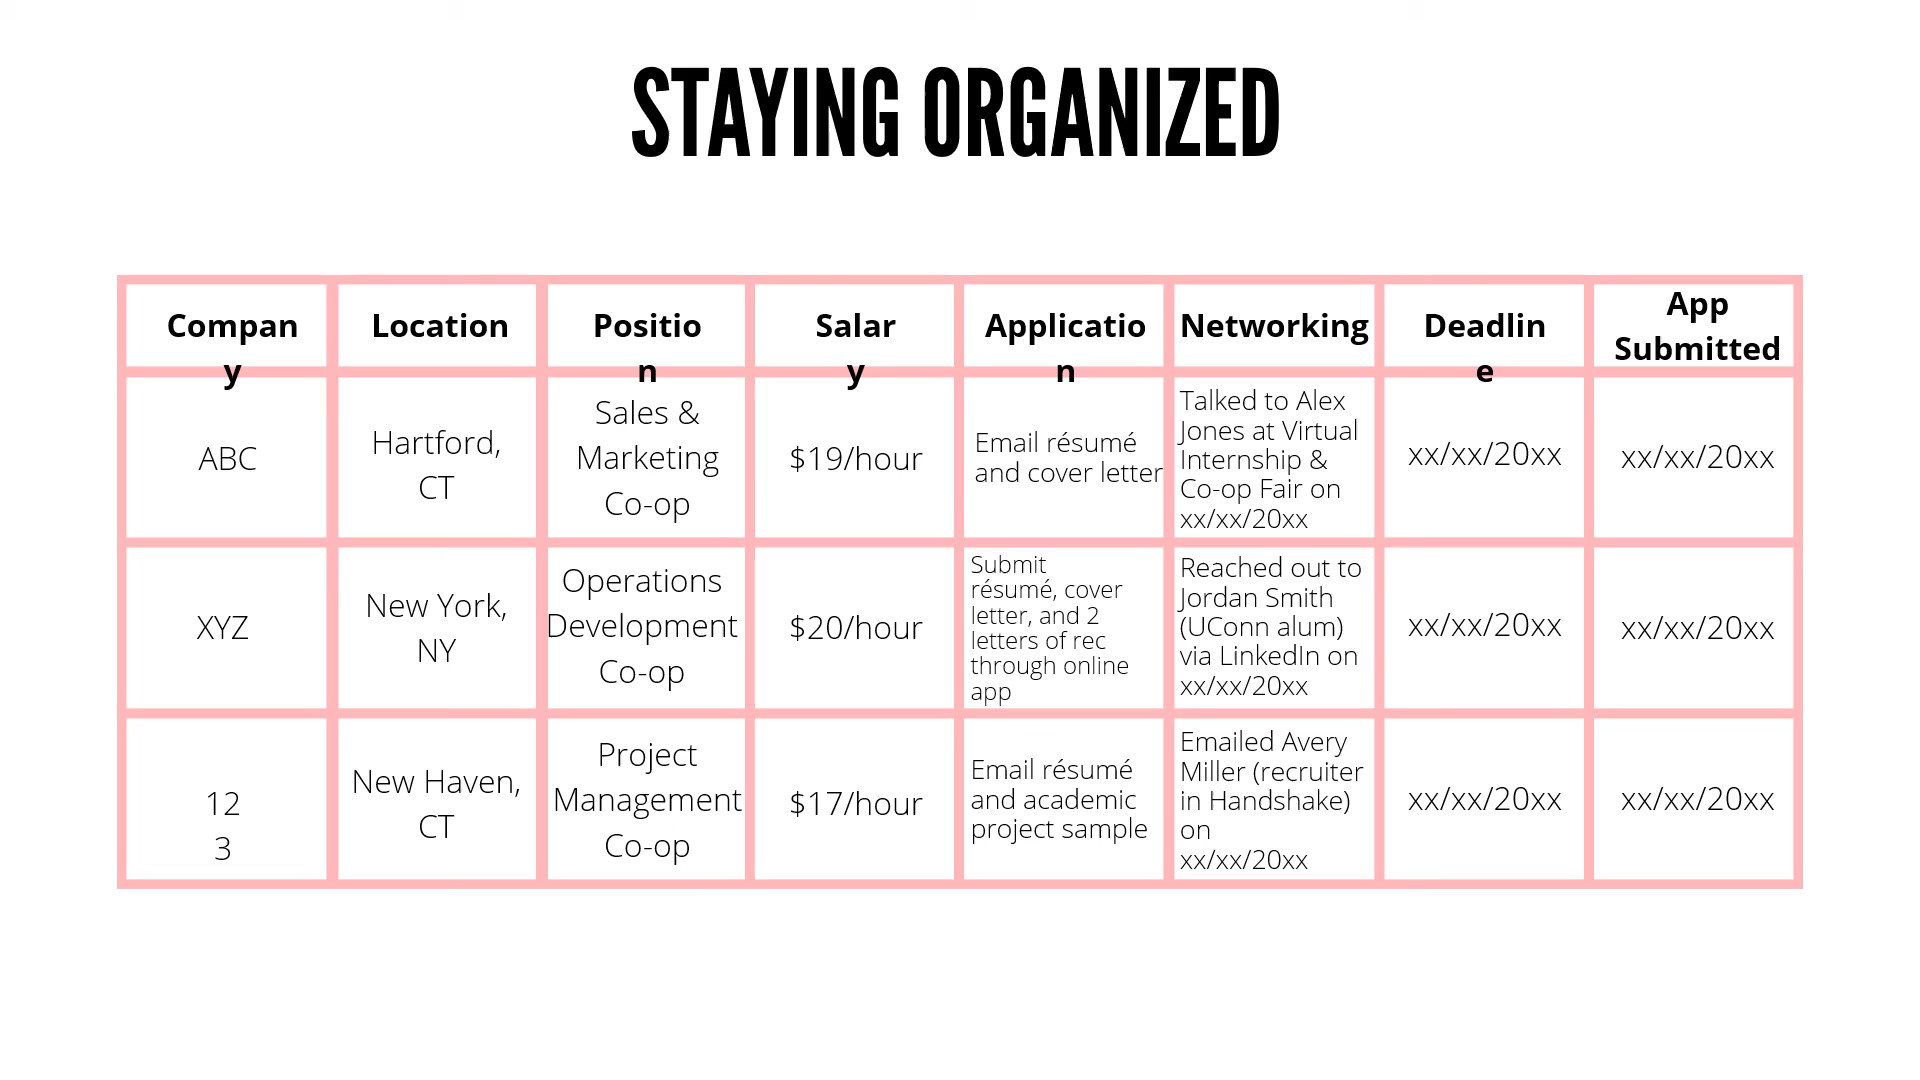 STAYING ORGANIZED
Compan
y
Location
Positio
n
Salar
y
Applicatio
n
Networking
Deadlin
e
App
Submitted
ABC
Hartford,
CT
Sales &
Marketing
Co-op
$19/hour
Email résumé
and cover letter
Talked to Alex
Jones at Virtual
Internship &
Co-op Fair on
xx/xx/20xx
xx/xx/20xx
xx/xx/20xx
XYZ
New York,
NY
Operations
Development
Co-op
$20/hour
Submit
résumé, cover
letter, and 2
letters of rec
through online
app
Reached out to
Jordan Smith
(UConn alum)
via LinkedIn on
xx/xx/20xx
xx/xx/20xx
xx/xx/20xx
12
3
New Haven,
CT
Project
Management
Co-op
$17/hour
Email résumé
and academic
project sample
Emailed Avery
Miller (recruiter
in Handshake)
on
xx/xx/20xx
xx/xx/20xx
xx/xx/20xx